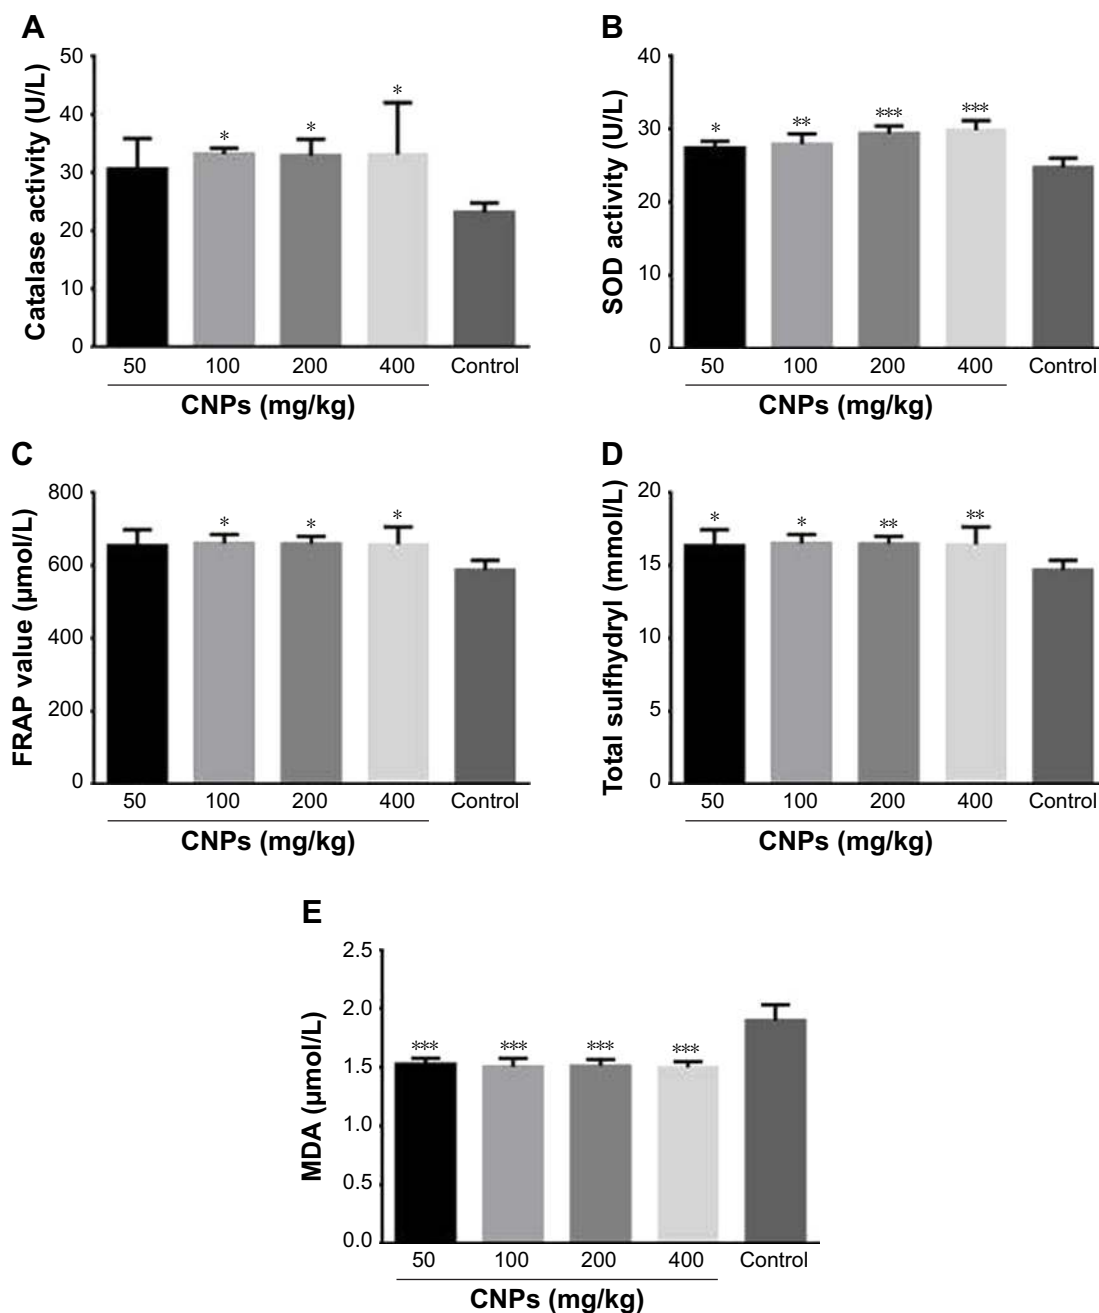 A
Catalase activity (U/L)
50
40
30
20
10
0
*
*
*
50 100 200 400 Control
CNPs (mg/kg)
B
SOD activity (U/L)
40
30
20
10
0
*
**
***
***
50 100 200 400 Control
CNPs (mg/kg)
C
FRAP value (µmol/L)
800
600
400
200
0
*
*
*
50 100 200 400 Control
CNPs (mg/kg)
D
Total sulfhydryl (mmol/L)
20
15
10
5
0
*
*
**
**
50 100 200 400 Control
CNPs (mg/kg)
E
MDA (µmol/L)
2.5
2.0
1.5
1.0
0.5
0.0
***
***
***
***
50 100 200 400 Control
CNPs (mg/kg)